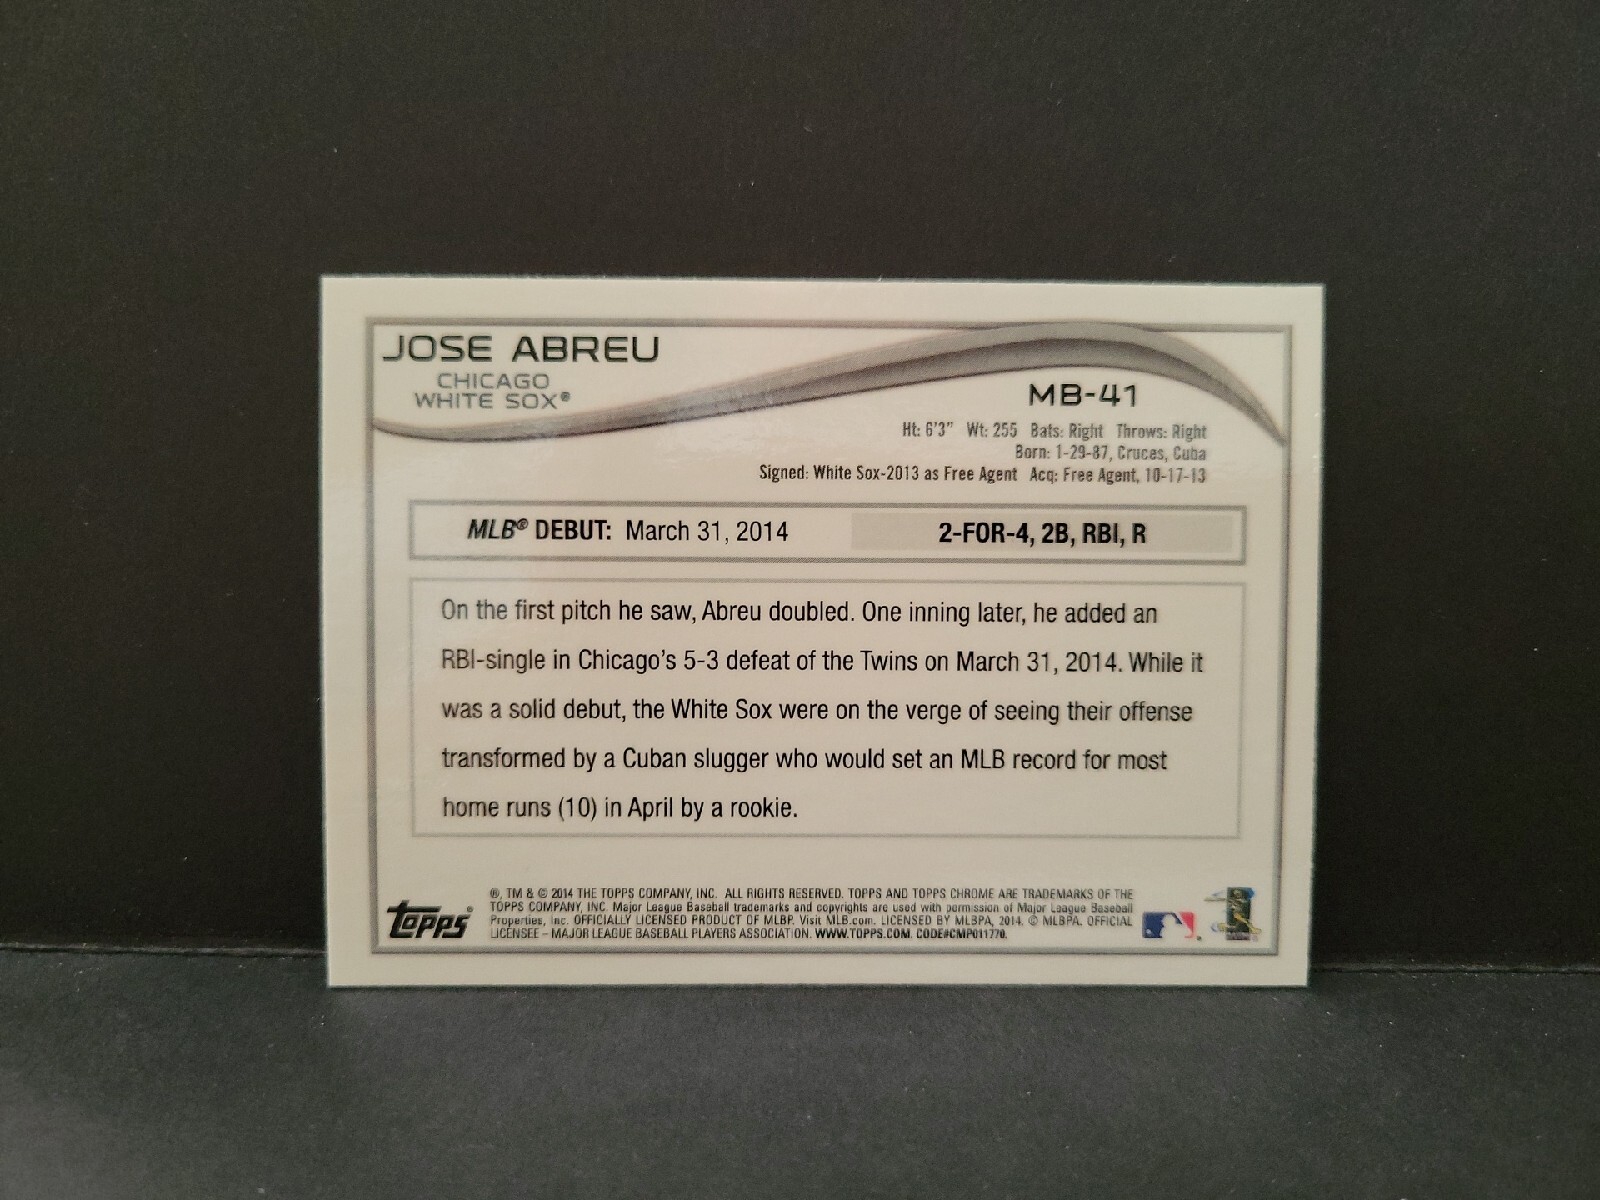 JOSE ABREU
CHICAGO
WHITE SOX®
MB-41
Ht: 6'3" Wt: 255 Bats: Right Throws: Right
Born: 1-29-87, Cruces, Cuba
Signed: White Sox-2013 as Free Agent Acq: Free Agent, 10-17-13
MLB® DEBUT: March 31, 2014
2-FOR-4, 2B, RBI, R
On the first pitch he saw, Abreu doubled. One inning later, he added an
RBI-single in Chicago's 5-3 defeat of the Twins on March 31, 2014. While it
was a solid debut, the White Sox were on the verge of seeing their offense
transformed by a Cuban slugger who would set an MLB record for most
home runs (10) in April by a rookie.
Topps®
®, TM & © 2014 THE TOPPS COMPANY, INC. ALL RIGHTS RESERVED. TOPPS AND TOPPS CHROME ARE TRADEMARKS OF THE
TOPPS COMPANY, INC. Major League Baseball trademarks and copyrights are used with permission of Major League Baseball
Properties, Inc. OFFICIALLY LICENSED PRODUCT OF MLBP. Visit MLB.com. LICENSED BY MLBPA, 2014. © MLBPA. OFFICIAL
LICENSEE – MAJOR LEAGUE BASEBALL PLAYERS ASSOCIATION. WWW.TOPPS.COM. CODE#CMP011770.